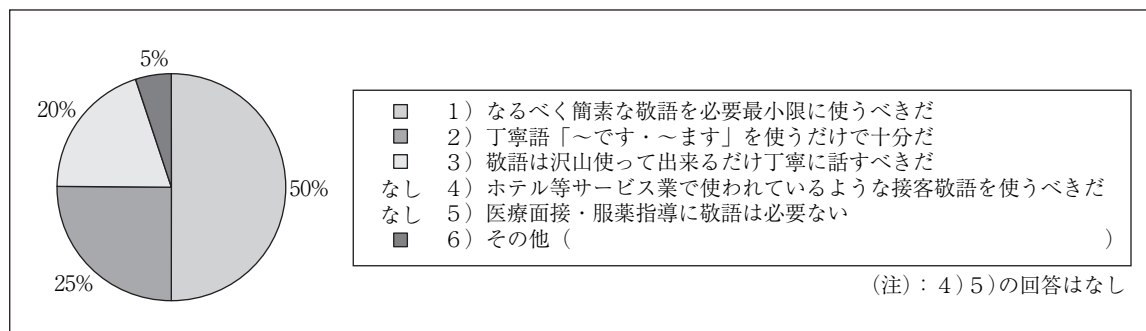 5%
20%
50%
25%
1）なるべく簡素な敬語を必要最小限に使うべきだ
2）丁寧語「～です・～ます」を使うだけで十分だ
3）敬語は沢山使って出来るだけ丁寧に話すべきだ
なし 4）ホテル等サービス業で使われているような接客敬語を使うべきだ
なし 5）医療面接・服薬指導に敬語は必要ない
6）その他（ ）
（注）：4）5）の回答はなし